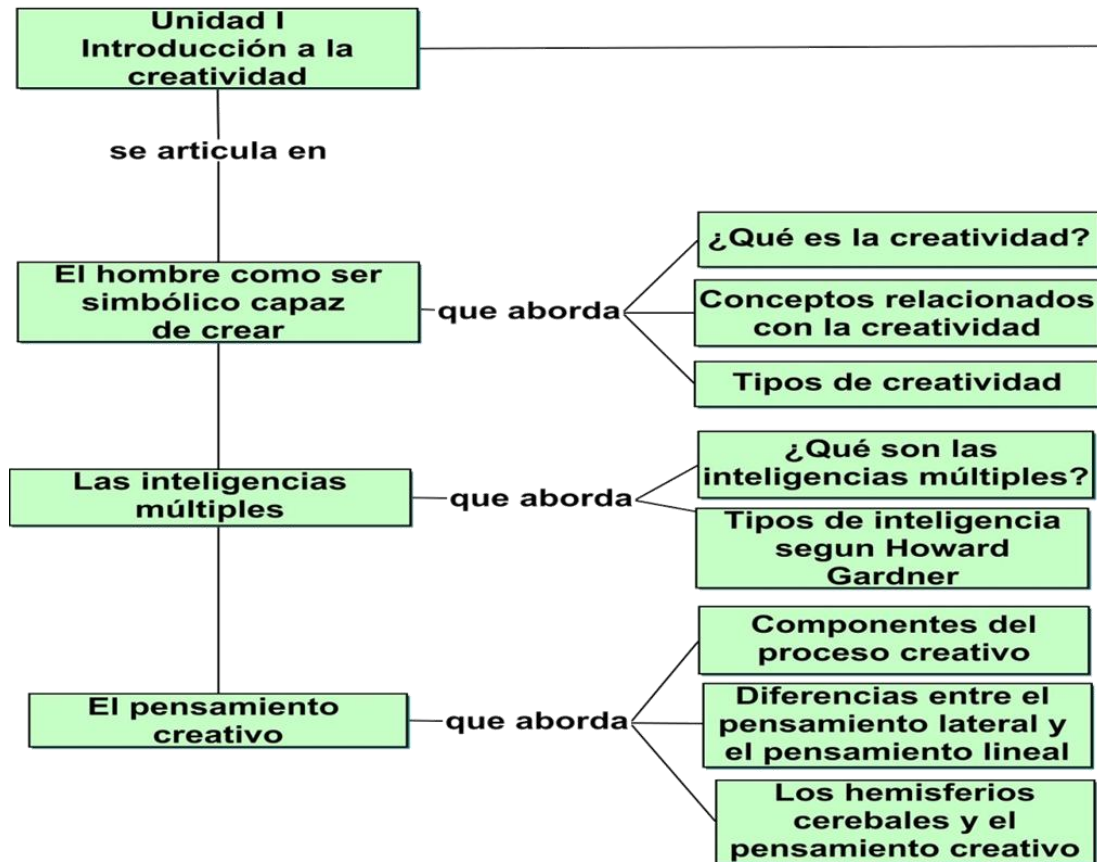 Unidad I
Introducción a la
creatividad
se articula en
El hombre como ser
simbólico capaz
de crear
que aborda
¿Qué es la creatividad?
Conceptos relacionados
con la creatividad
Tipos de creatividad
Las inteligencias
múltiples
que aborda
¿Qué son las
inteligencias múltiples?
Tipos de inteligencia
segun Howard
Gardner
El pensamiento
creativo
que aborda
Componentes del
proceso creativo
Diferencias entre el
pensamiento lateral y
el pensamiento lineal
Los hemisferios
cerebrales y el
pensamiento creativo